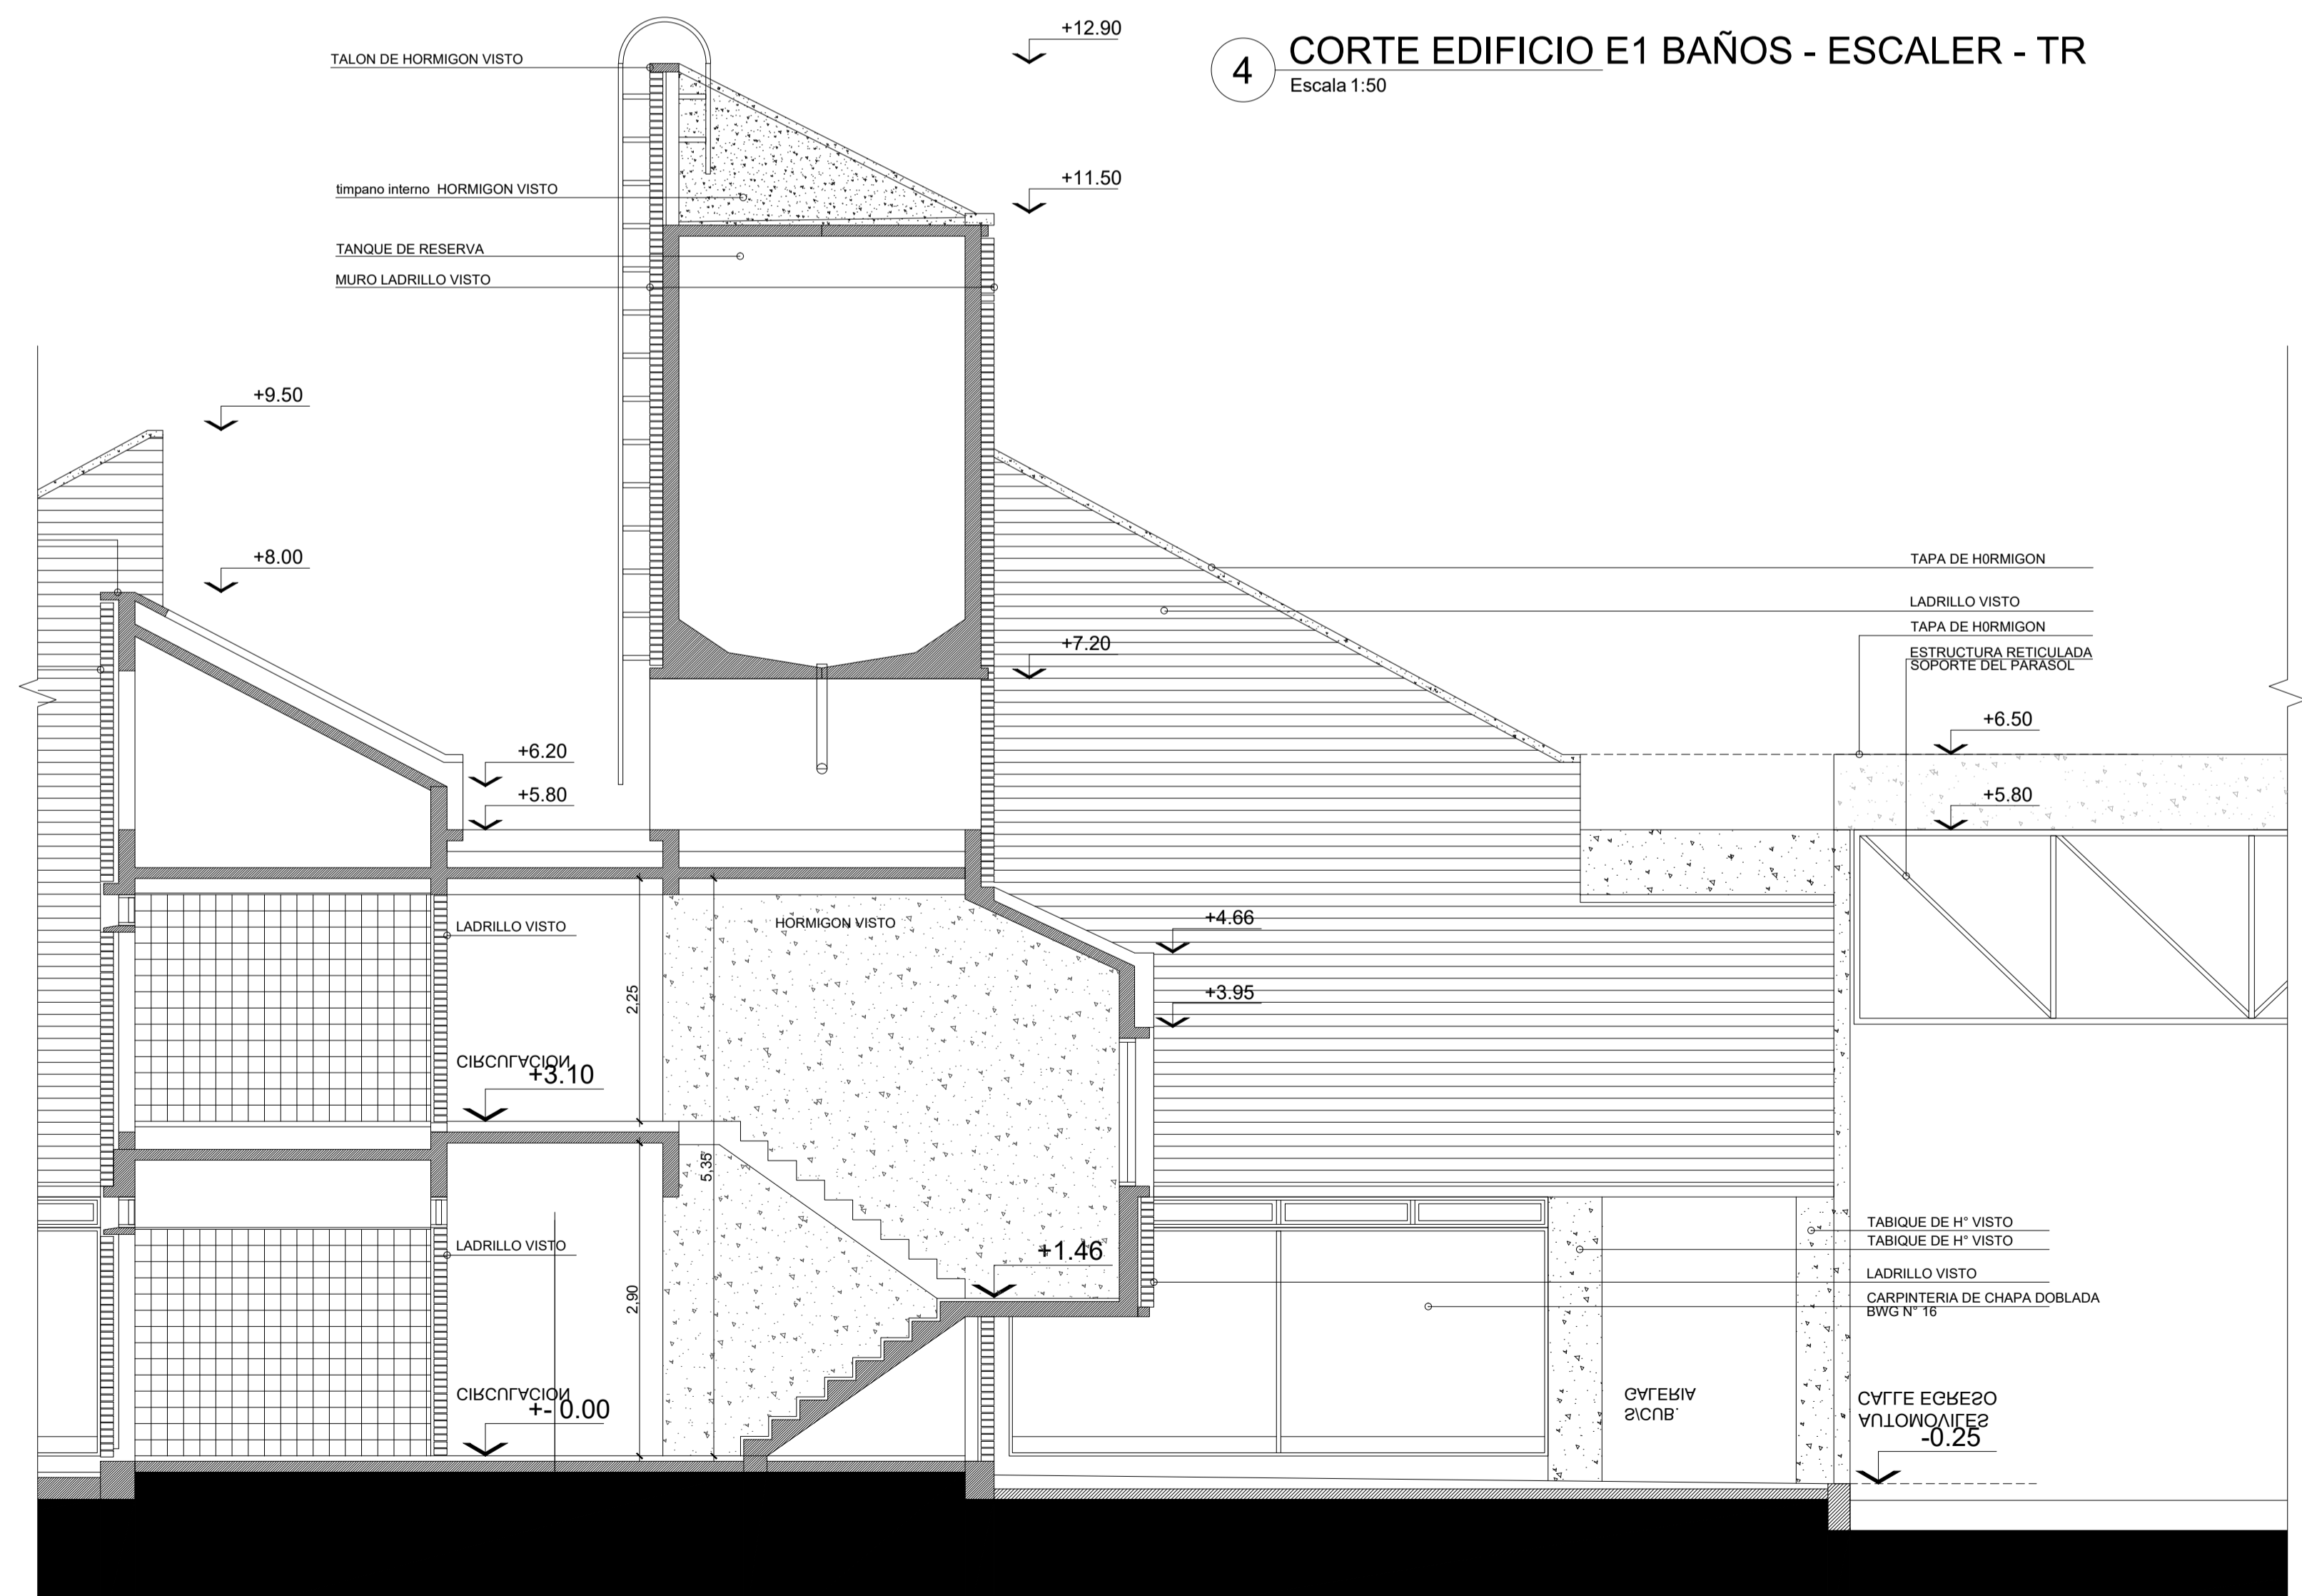 +12.90
4
CORTE EDIFICIO E1 BAÑOS - ESCALER - TR
Escala 1:50
TALON DE HORMIGON VISTO
+11.50
timpano interno HORMIGON VISTO
TANQUE DE RESERVA
MURO LADRILLO VISTO
+9.50
+8.00
TAPA DE H0RMIGON
LADRILLO VISTO
TAPA DE H0RMIGON
+7.20
ESTRUCTURA RETICULADA
SOPORTE DEL PARASOL
+6.50
+6.20
+5.80
+5.80
LADRILLO VISTO
HORMIGON VISTO
+4.66
+3.95
2,25
CIRCULACION
+3.10
5,35
TABIQUE DE H° VISTO
TABIQUE DE H° VISTO
LADRILLO VISTO
+1.46
LADRILLO VISTO
2,90
CARPINTERIA DE CHAPA DOBLADA
BWG N° 16
CIRCULACION
+- 0.00
GALERIA
S/CUB.
CALLE EGRESO
AUTOMOVILES
-0.25